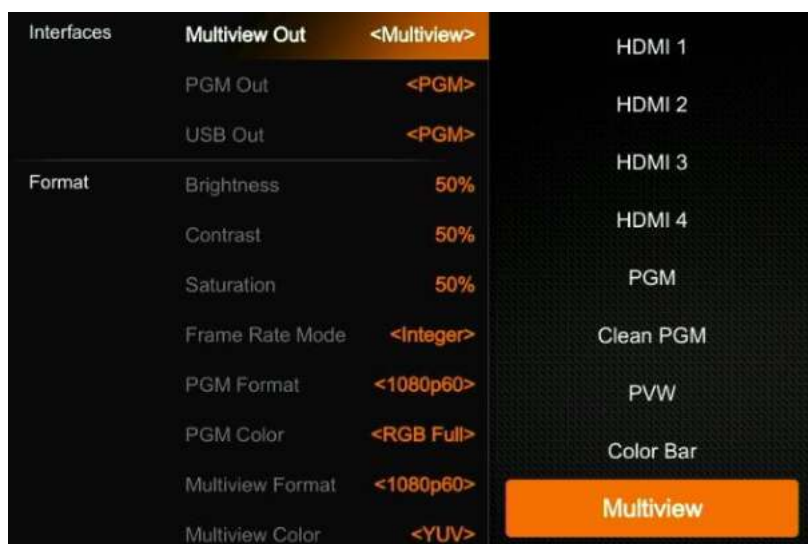 Interfaces Multiview Out <Multiview>
PGM Out <PGM>
USB Out <PGM>
Format Brightness 50%
Contrast 50%
Saturation 50%
Frame Rate Mode <Integer>
PGM Format <1080p60>
PGM Color <RGB Full>
Multiview Format <1080p60>
Multiview Color <YUV>
HDMI 1
HDMI 2
HDMI 3
HDMI 4
PGM
Clean PGM
PVW
Color Bar
Multiview